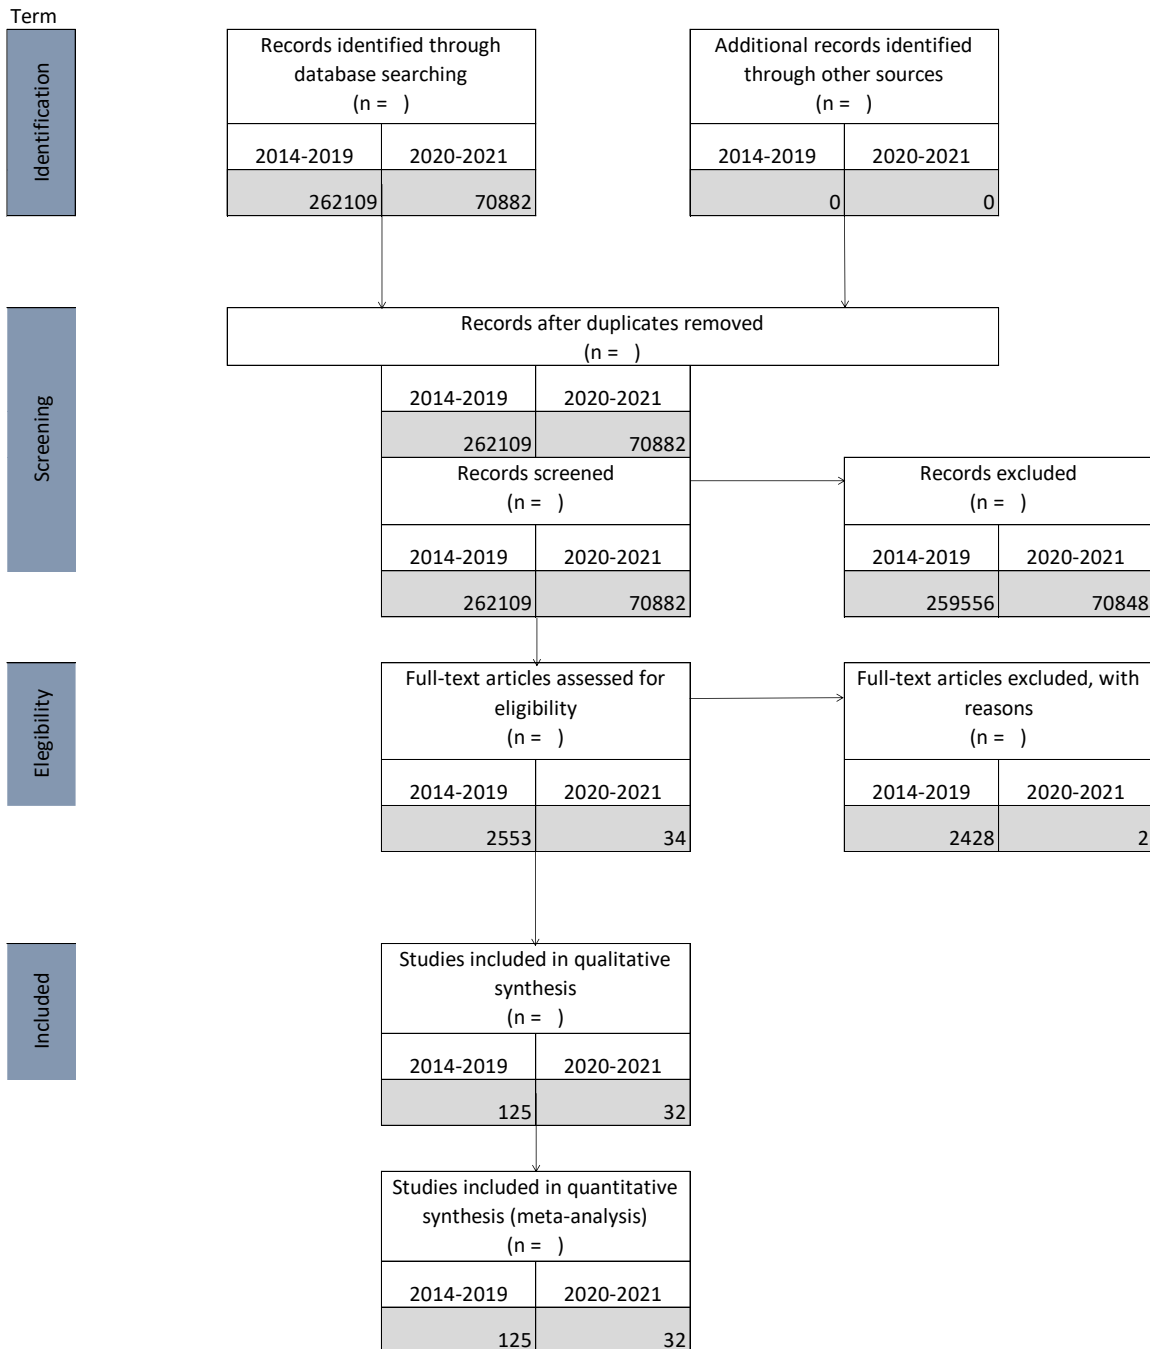 Term
Identification
Records identified through
database searching
(n =   )
2014-2019 2020-2021
262109 70882
Additional records identified
through other sources
(n =   )
2014-2019 2020-2021
0 0
Screening
Records after duplicates removed
(n =   )
2014-2019 2020-2021
262109 70882
Records screened
(n =   )
2014-2019 2020-2021
262109 70882
Records excluded
(n =   )
2014-2019 2020-2021
259556 70848
Elegibility
Full-text articles assessed for
eligibility
(n =   )
2014-2019 2020-2021
2553 34
Full-text articles excluded, with
reasons
(n =   )
2014-2019 2020-2021
2428 2
Included
Studies included in qualitative
synthesis
(n =   )
2014-2019 2020-2021
125 32
Studies included in quantitative
synthesis (meta-analysis)
(n =   )
2014-2019 2020-2021
125 32